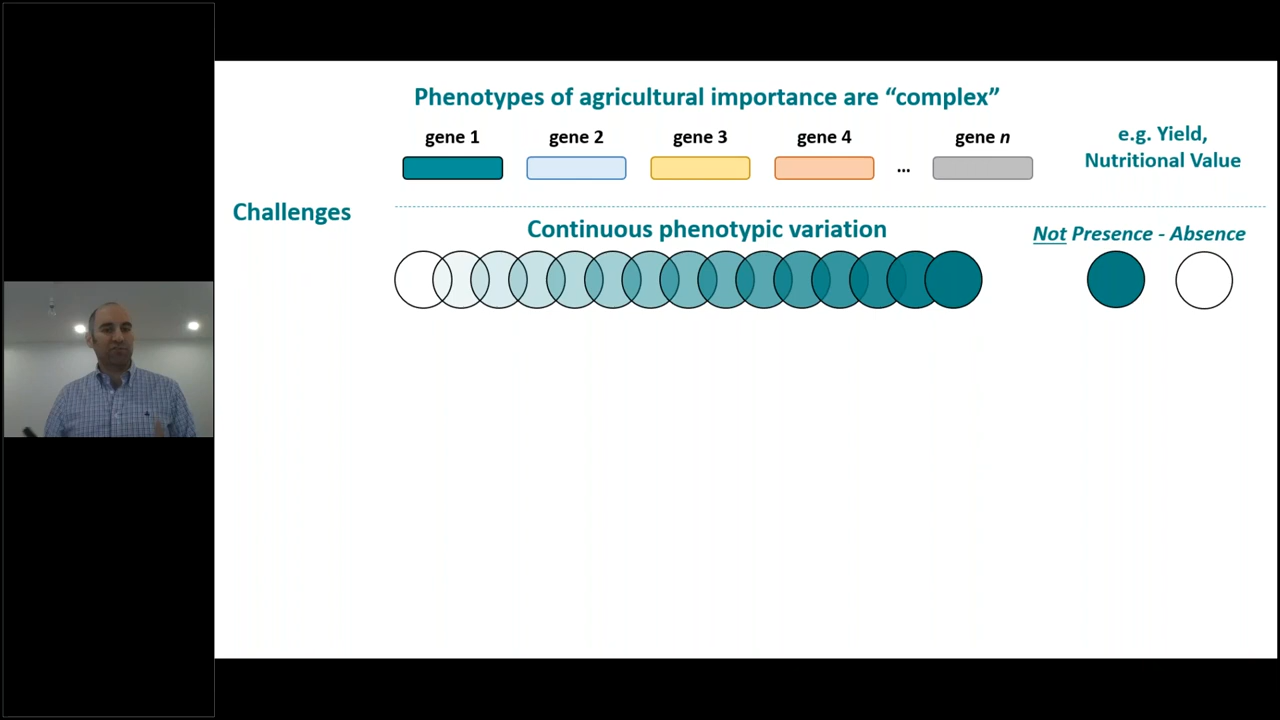 Phenotypes of agricultural importance are “complex”
gene 1 gene 2 gene 3 gene 4 ... gene n
e.g. Yield,
Nutritional Value
Challenges
Continuous phenotypic variation
Not Presence - Absence